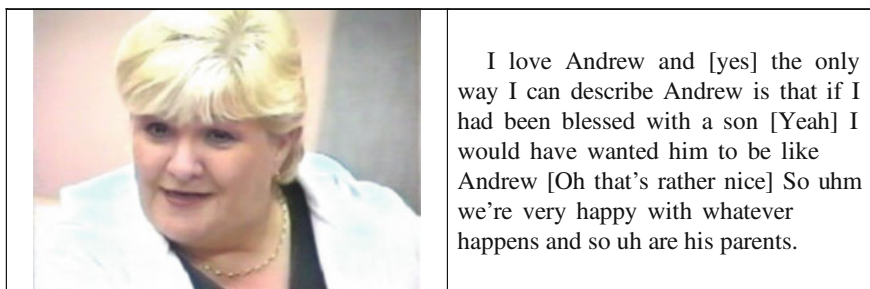 I love Andrew and [yes] the only
way I can describe Andrew is that if I
had been blessed with a son [Yeah] I
would have wanted him to be like
Andrew [Oh that's rather nice] So uhm
we're very happy with whatever
happens and so uh are his parents.